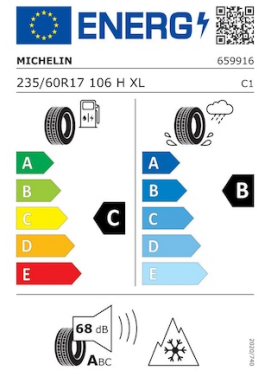 ENERG
MICHELIN 659916
235/60R17 106 H XL C1
A A
B B B
C C C
D D
E E
68 dB
ABC
2020/740